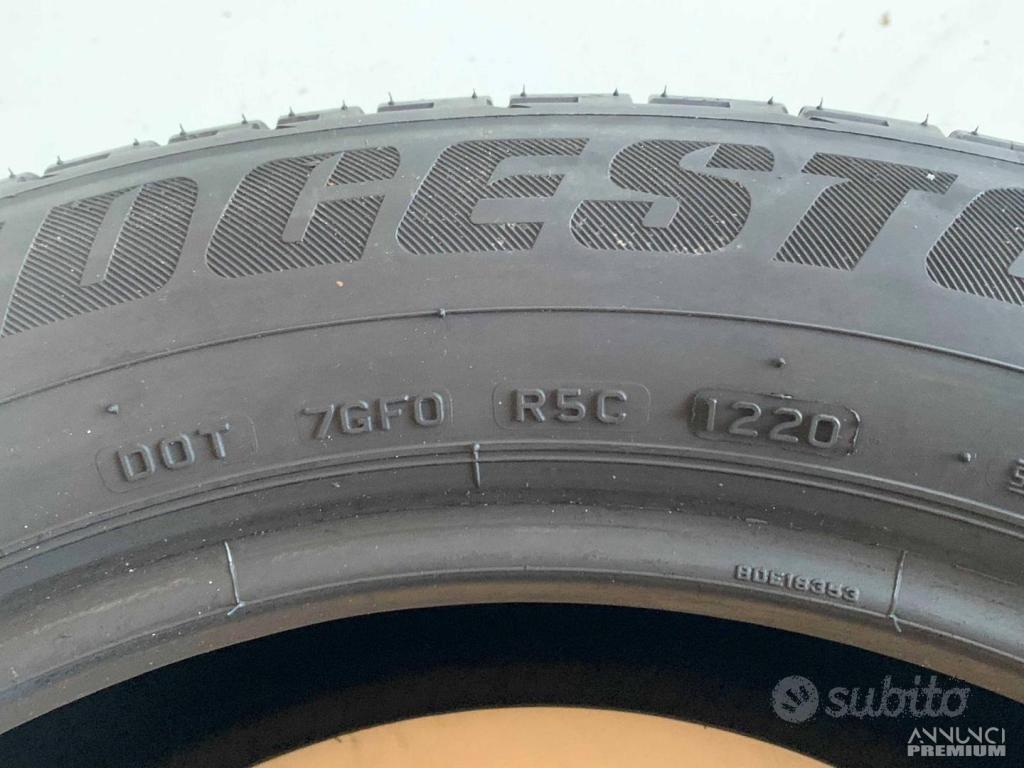 DGESTO
DOT 7GF0 R5C 1220
BDE18353
subito
ANNUNCI
PREMIUM